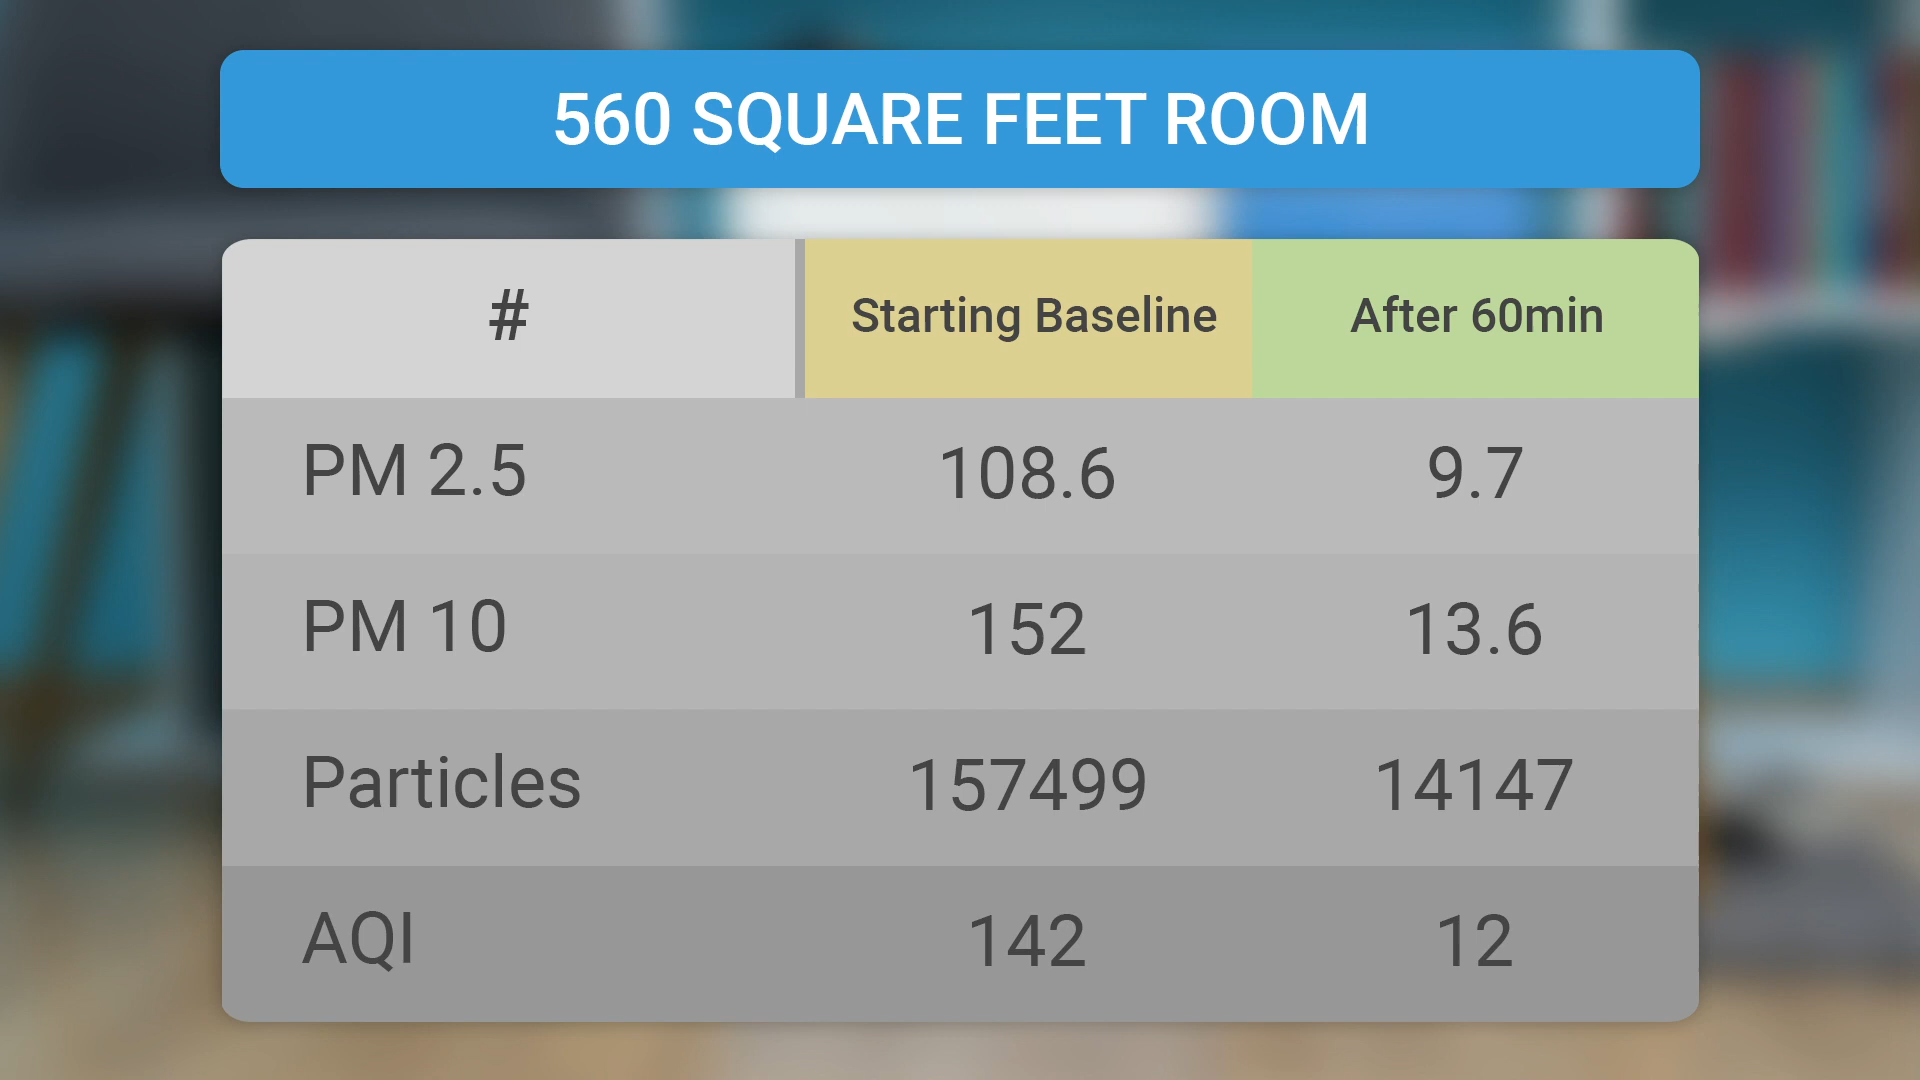 560 SQUARE FEET ROOM
# Starting Baseline After 60min
PM 2.5 108.6 9.7
PM 10 152 13.6
Particles 157499 14147
AQI 142 12